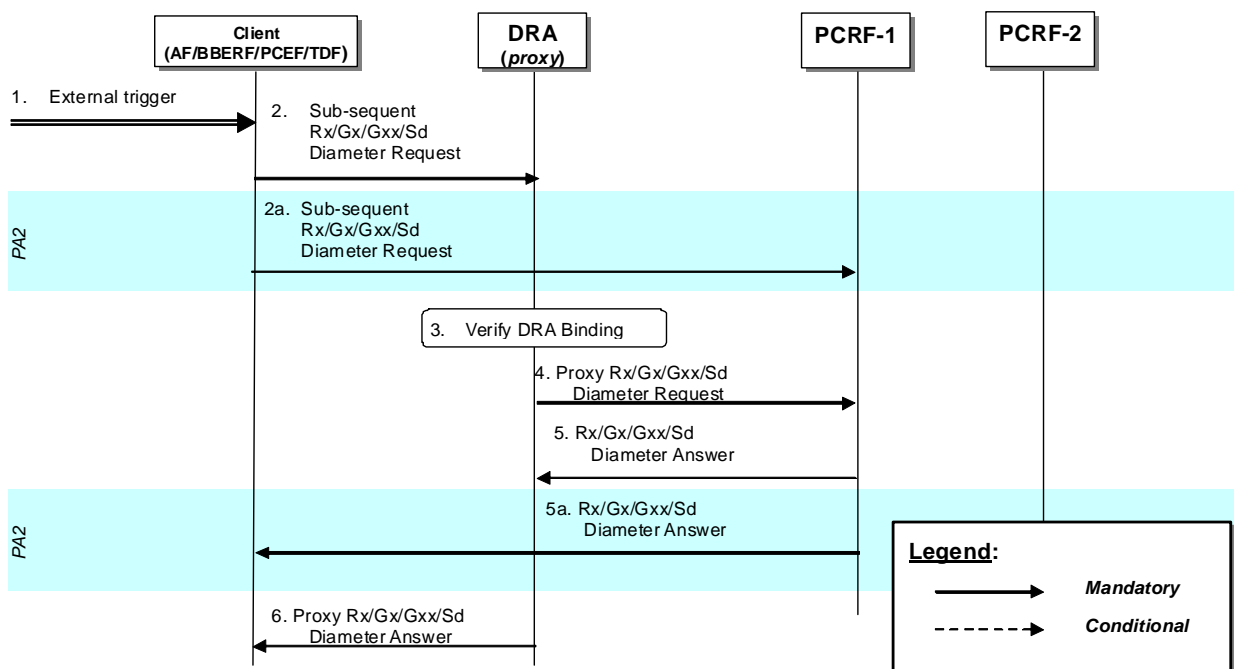 Client
(AF/BBERF/PCEF/TDF)
DRA
(proxy)
PCRF-1
PCRF-2
1. External trigger
2. Sub-sequent
Rx/Gx/Gxx/Sd
Diameter Request
PA2
2a. Sub-sequent
Rx/Gx/Gxx/Sd
Diameter Request
3. Verify DRA Binding
4. Proxy Rx/Gx/Gxx/Sd
Diameter Request
5. Rx/Gx/Gxx/Sd
Diameter Answer
PA2
5a. Rx/Gx/Gxx/Sd
Diameter Answer
6. Proxy Rx/Gx/Gxx/Sd
Diameter Answer
Legend:
Mandatory
Conditional